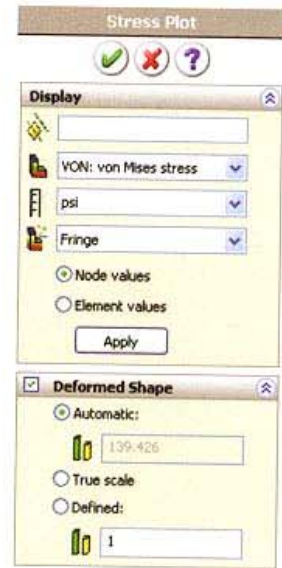 Stress Plot
?
Display
VON: von Mises stress
psi
Fringe
Node values
Element values
Apply
Deformed Shape
Automatic:
139.426
True scale
Defined:
1